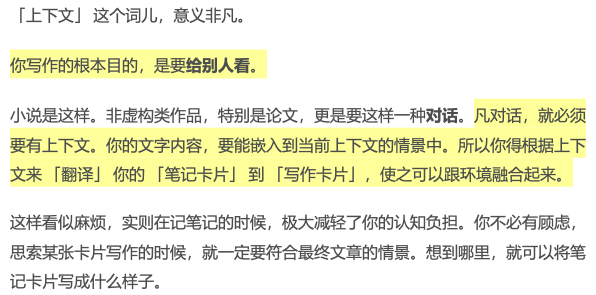 「上下文」 这个词儿，意义非凡。
你写作的根本目的，是要给别人看。
小说是这样。非虚构类作品，特别是论文，更是要这样一种对话。凡对话，就必须
要有上下文。你的文字内容，要能嵌入到当前上下文的情景中。所以你得根据上下
文来 「翻译」 你的 「笔记卡片」 到 「写作卡片」，使之可以跟环境融合起来。
这样看似麻烦，实则在记笔记的时候，极大减轻了你的认知负担。你不必有顾虑，
思索某张卡片写作的时候，就一定要符合最终文章的情景。想到哪里，就可以将笔
记卡片写成什么样子。